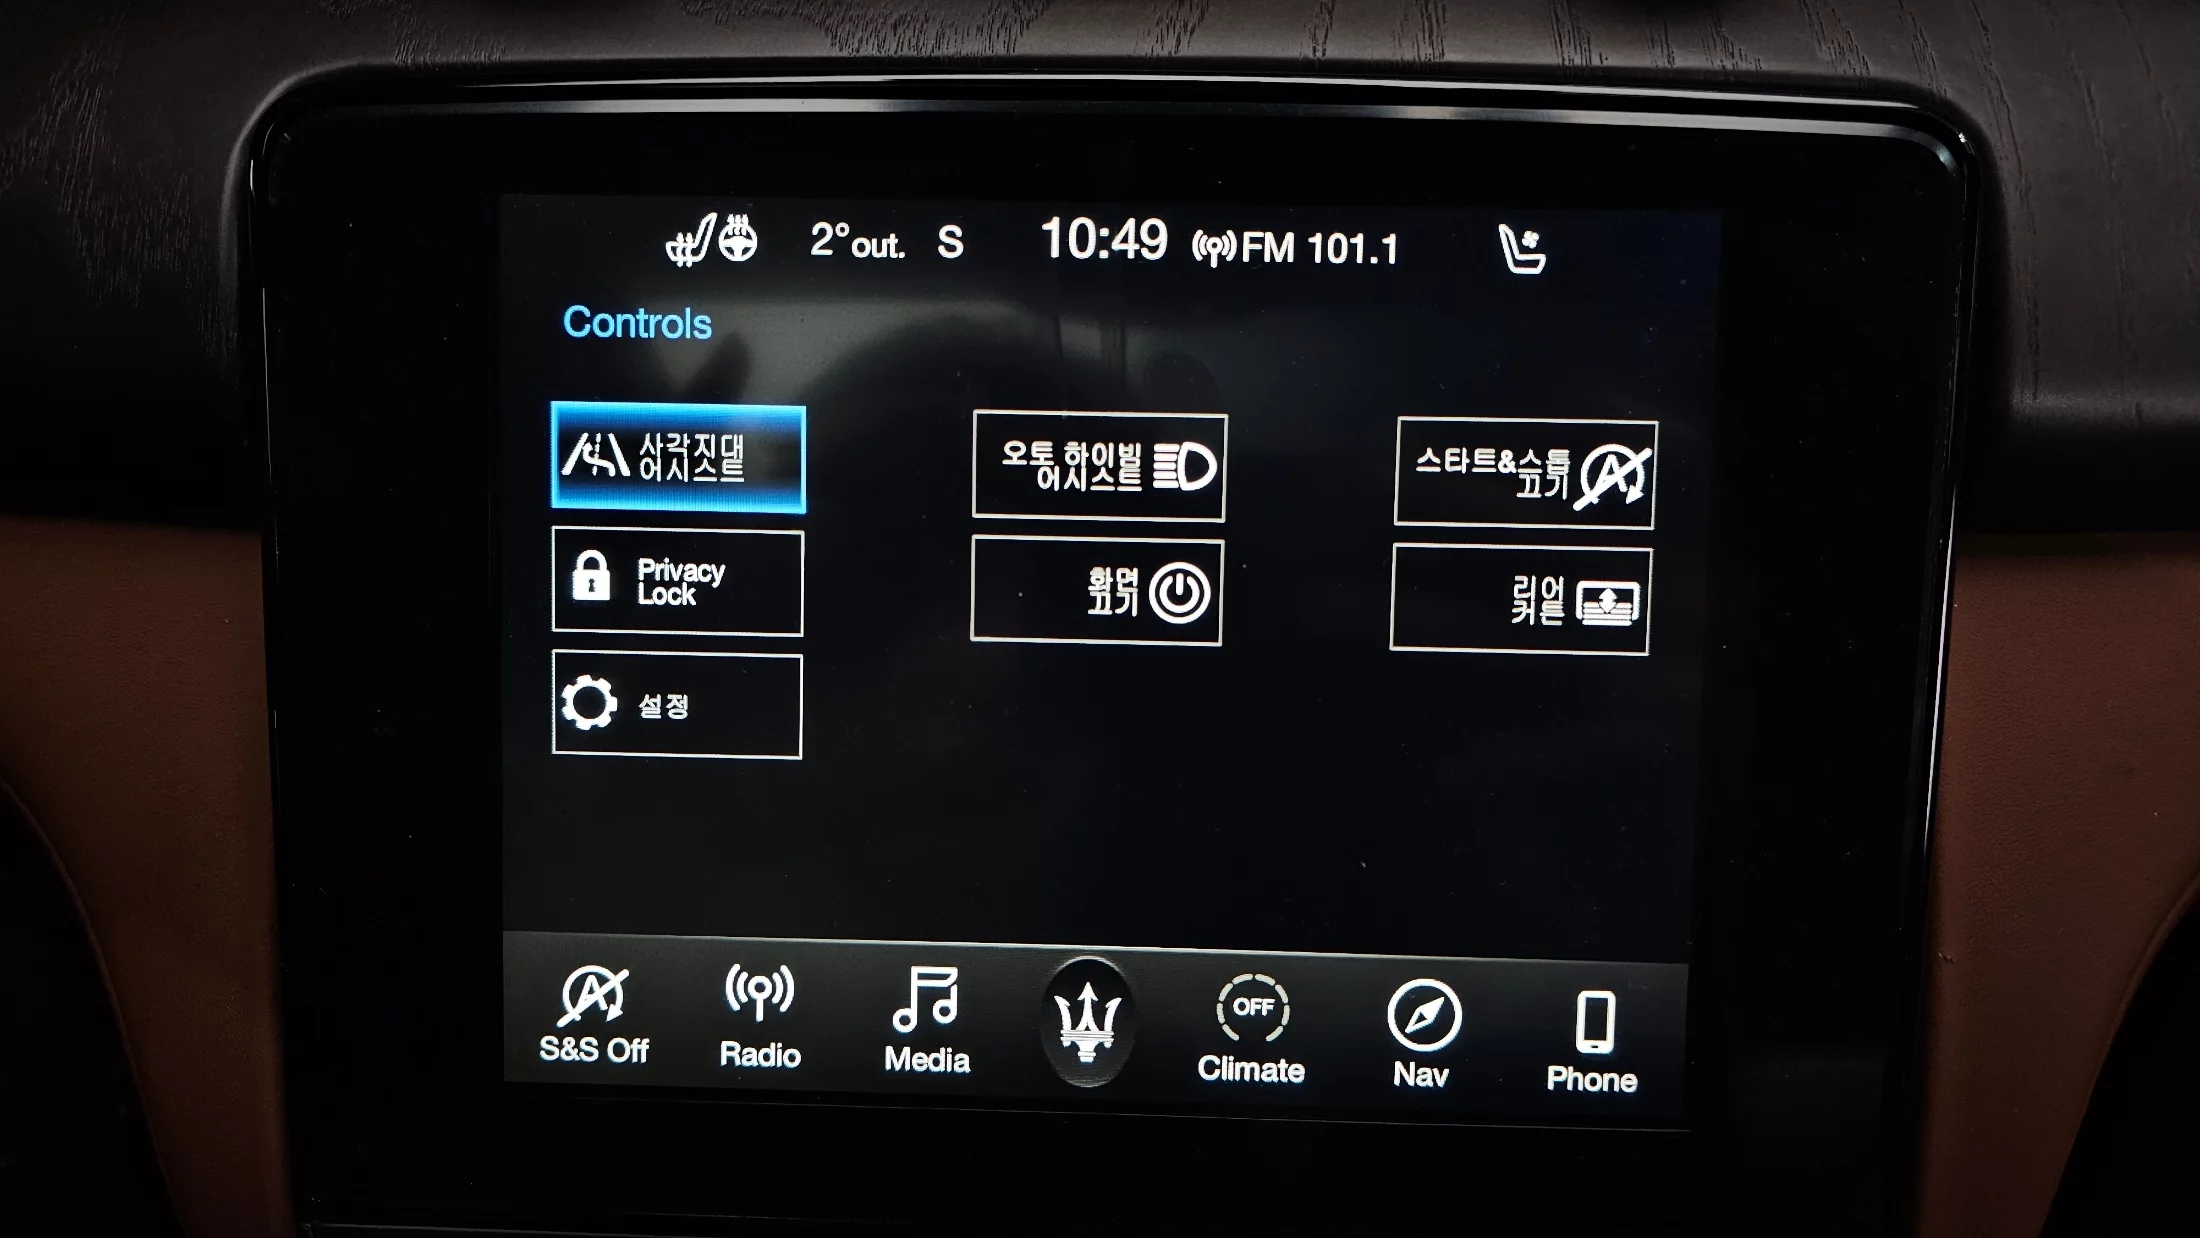 2°out. S 10:49 FM 101.1
Controls
사각지대
어시스트
오토 하이빔
어시스트
스타트&스톱
끄기
Privacy
Lock
화면
끄기
리어
커튼
설정
S&S Off
Radio
Media
OFF
Climate
Nav
Phone